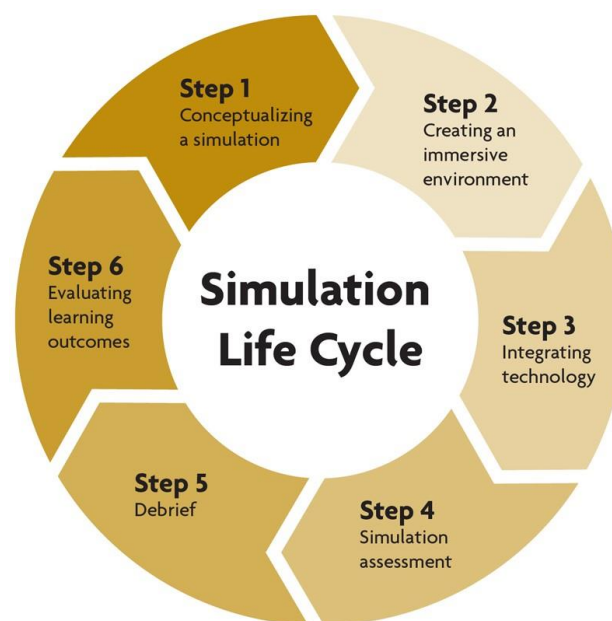 Step 1
Conceptualizing
a simulation
Step 2
Creating an
immersive
environment
Step 3
Integrating
technology
Step 4
Simulation
assessment
Step 5
Debrief
Step 6
Evaluating
learning
outcomes
Simulation
Life Cycle